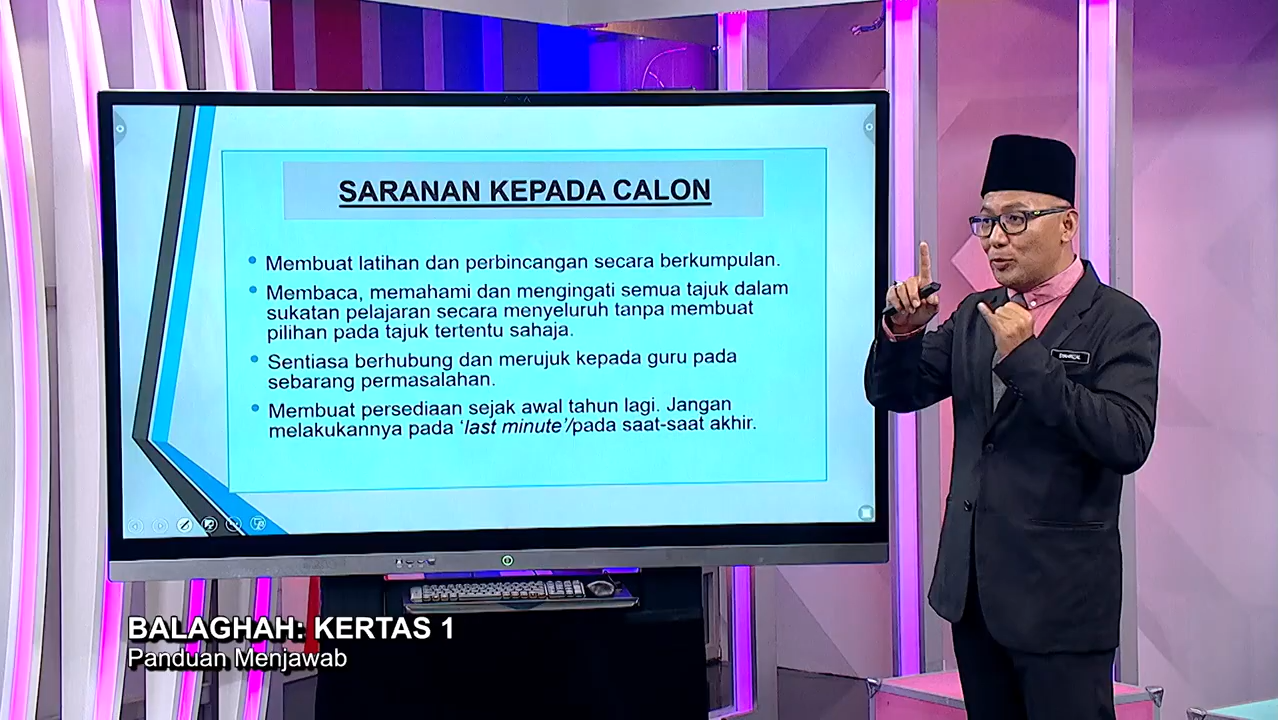 SARANAN KEPADA CALON
Membuat latihan dan perbincangan secara berkumpulan.
Membaca, memahami dan mengingati semua tajuk dalam
sukatan pelajaran secara menyeluruh tanpa membuat
pilihan pada tajuk tertentu sahaja.
Sentiasa berhubung dan merujuk kepada guru pada
sebarang permasalahan.
Membuat persediaan sejak awal tahun lagi. Jangan
melakukannya pada ‘last minute’/pada saat-saat akhir.
BALAGHAH: KERTAS 1
Panduan Menjawab